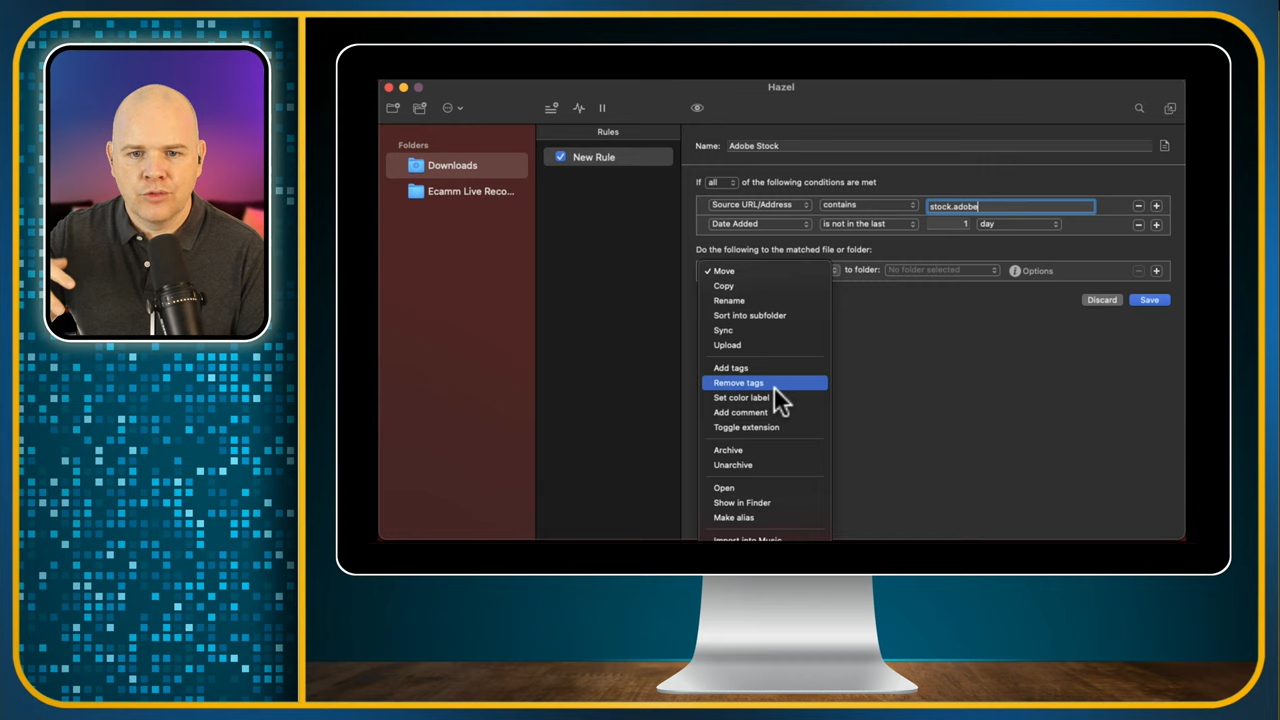 Hazel
Folders
Downloads
Ecamm Live Reco...
Rules
New Rule
Name: Adobe Stock
If all of the following conditions are met
Source URL/Address contains stock.adobe
Date Added is not in the last 1 day
Do the following to the matched file or folder:
✓ Move to folder: No folder selected Options
Copy
Rename
Sort into subfolder
Sync
Upload
Add tags
Remove tags
Set color label
Add comment
Toggle extension
Archive
Unarchive
Open
Show in Finder
Make alias
Import into Music
Discard Save